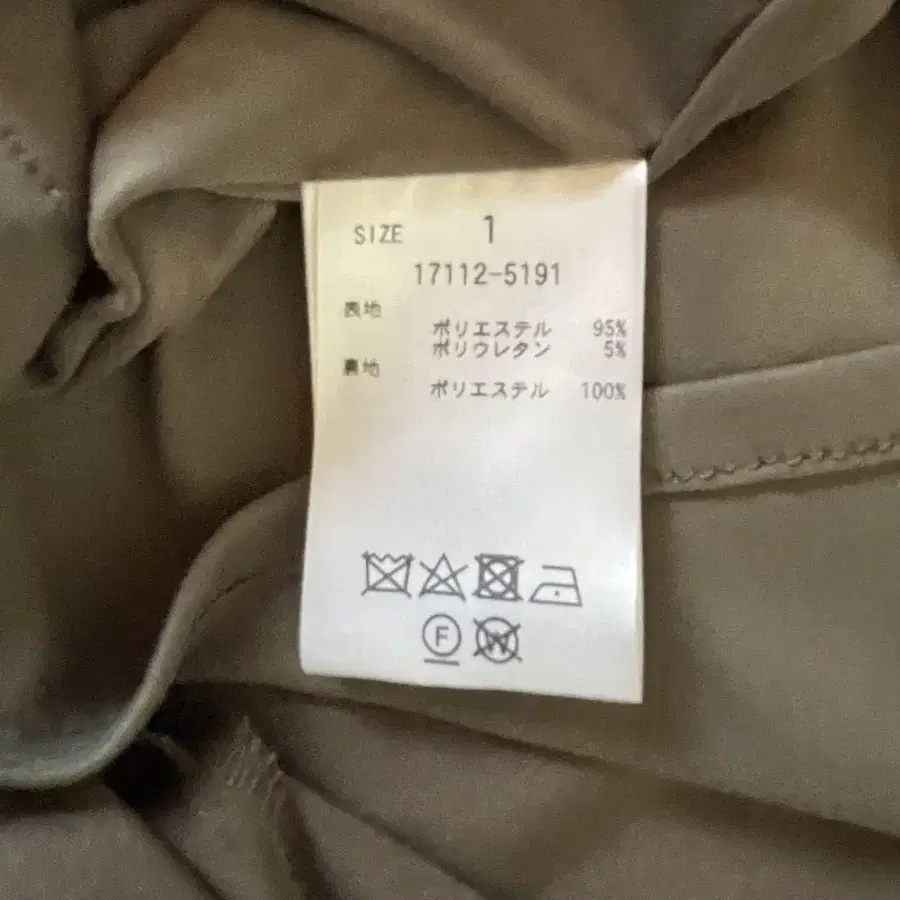 SIZE 1
17112-5191
表地
ポリエステル 95%
ポリウレタン 5%
裏地
ポリエステル 100%
F W